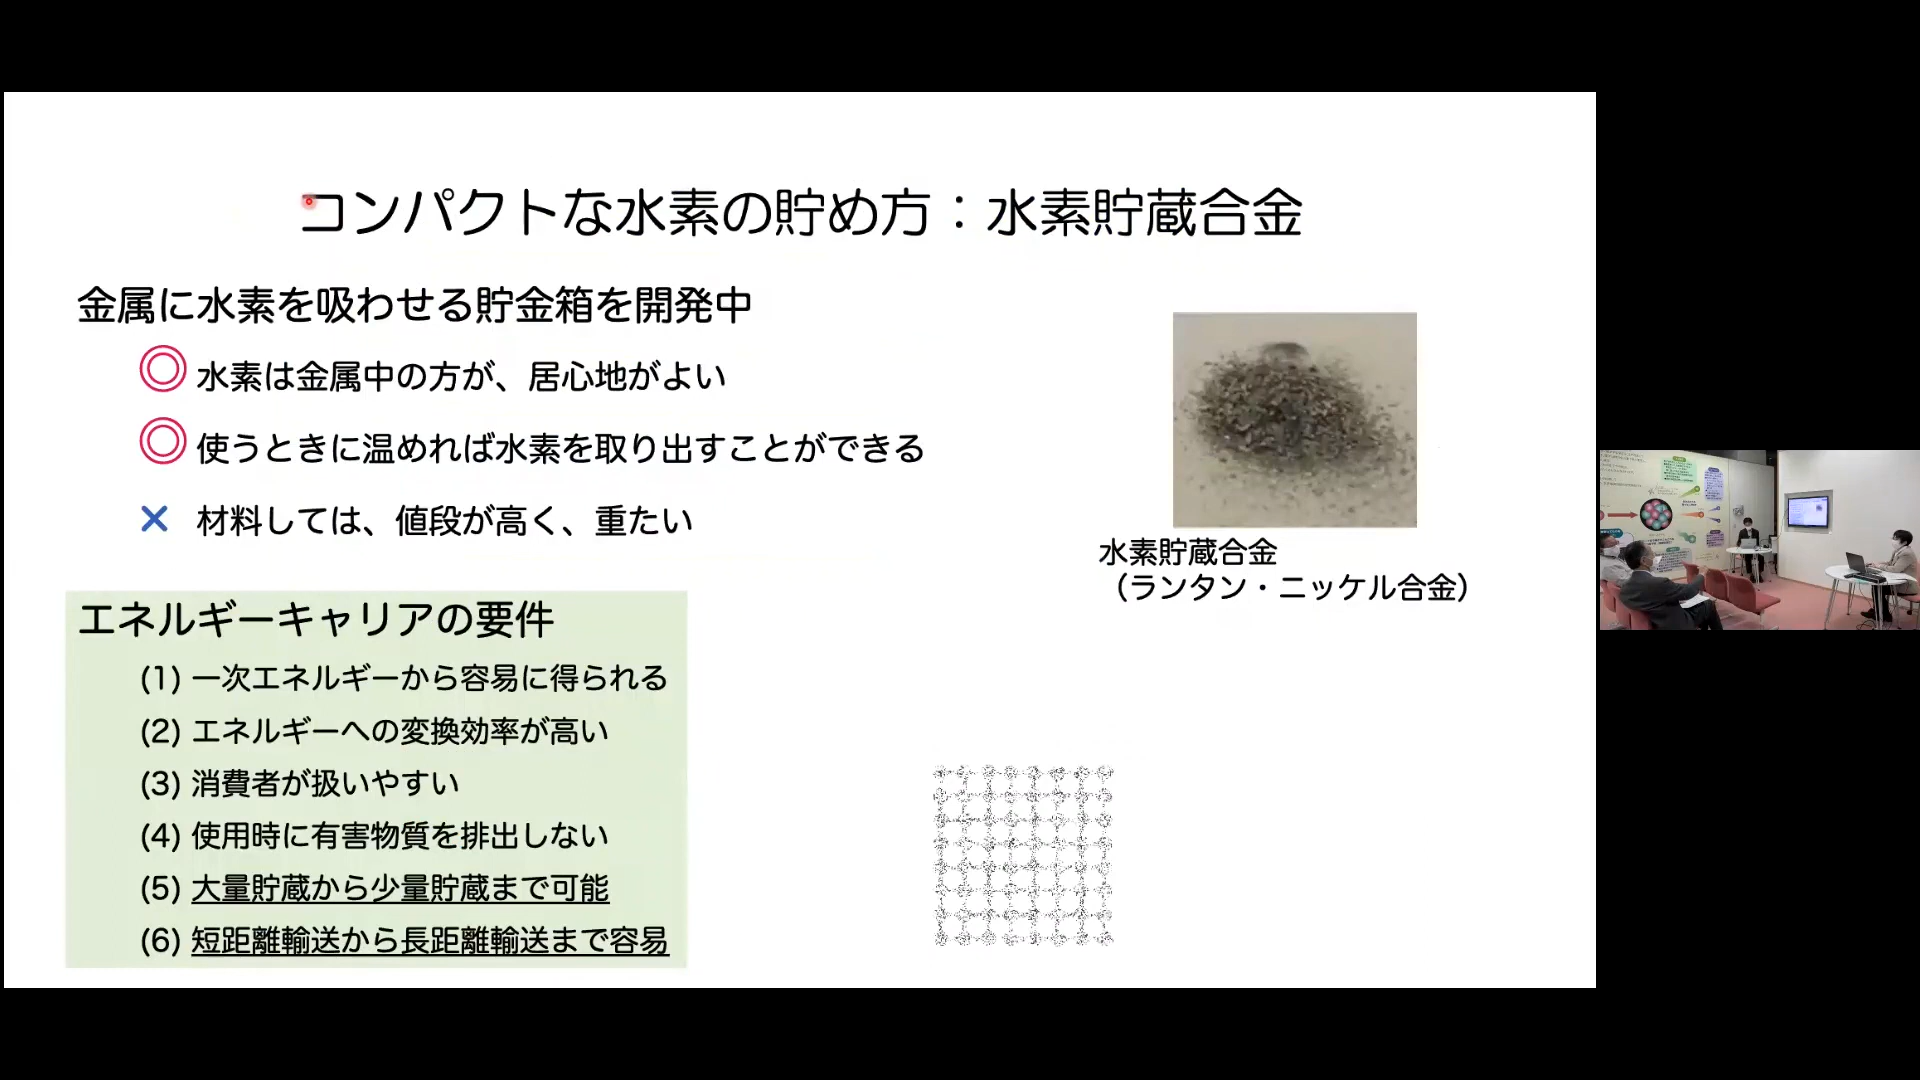 コンパクトな水素の貯め方：水素貯蔵合金
金属に水素を吸わせる貯金箱を開発中
◎ 水素は金属中の方が、居心地がよい
◎ 使うときに温めれば水素を取り出すことができる
× 材料しては、値段が高く、重たい
水素貯蔵合金
（ランタン・ニッケル合金）
エネルギーキャリアの要件
(1) 一次エネルギーから容易に得られる
(2) エネルギーへの変換効率が高い
(3) 消費者が扱いやすい
(4) 使用時に有害物質を排出しない
(5) 大量貯蔵から少量貯蔵まで可能
(6) 短距離輸送から長距離輸送まで容易